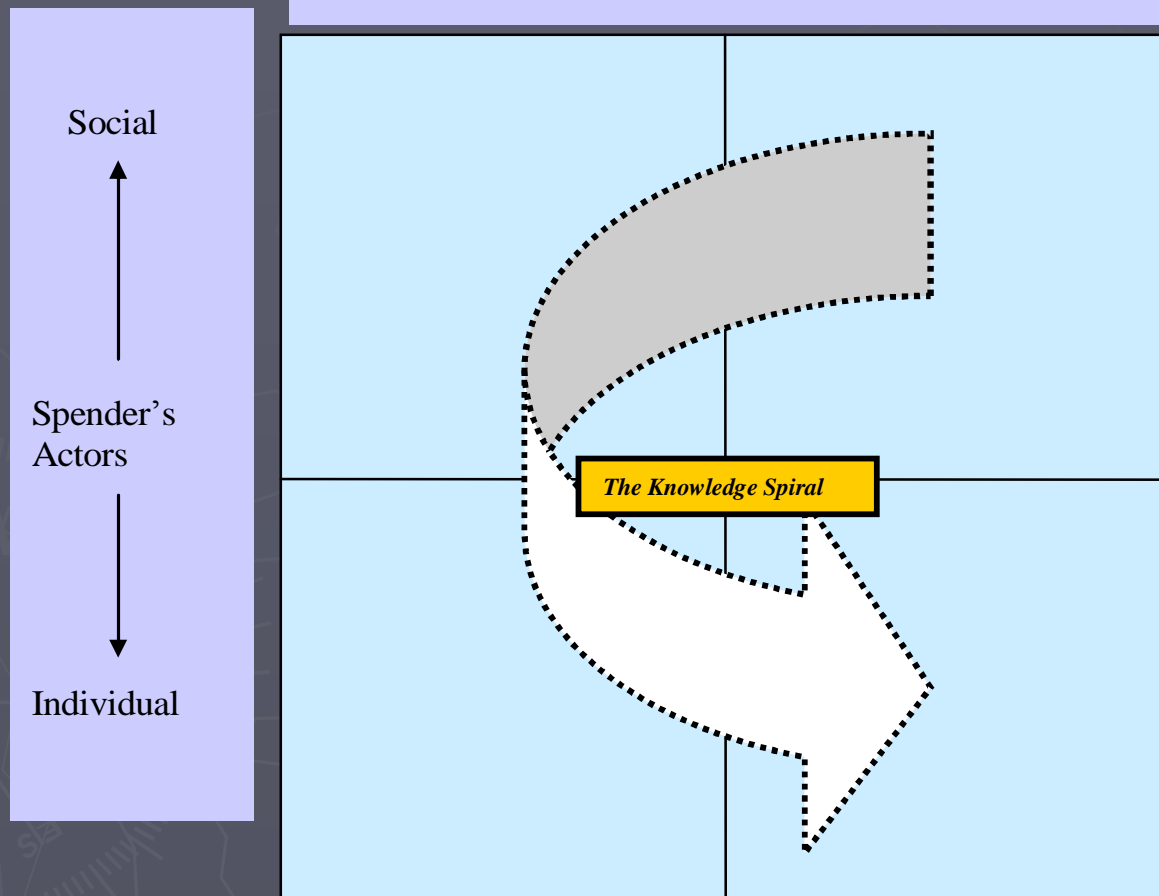 Social
Spender’s
Actors
The Knowledge Spiral
Individual